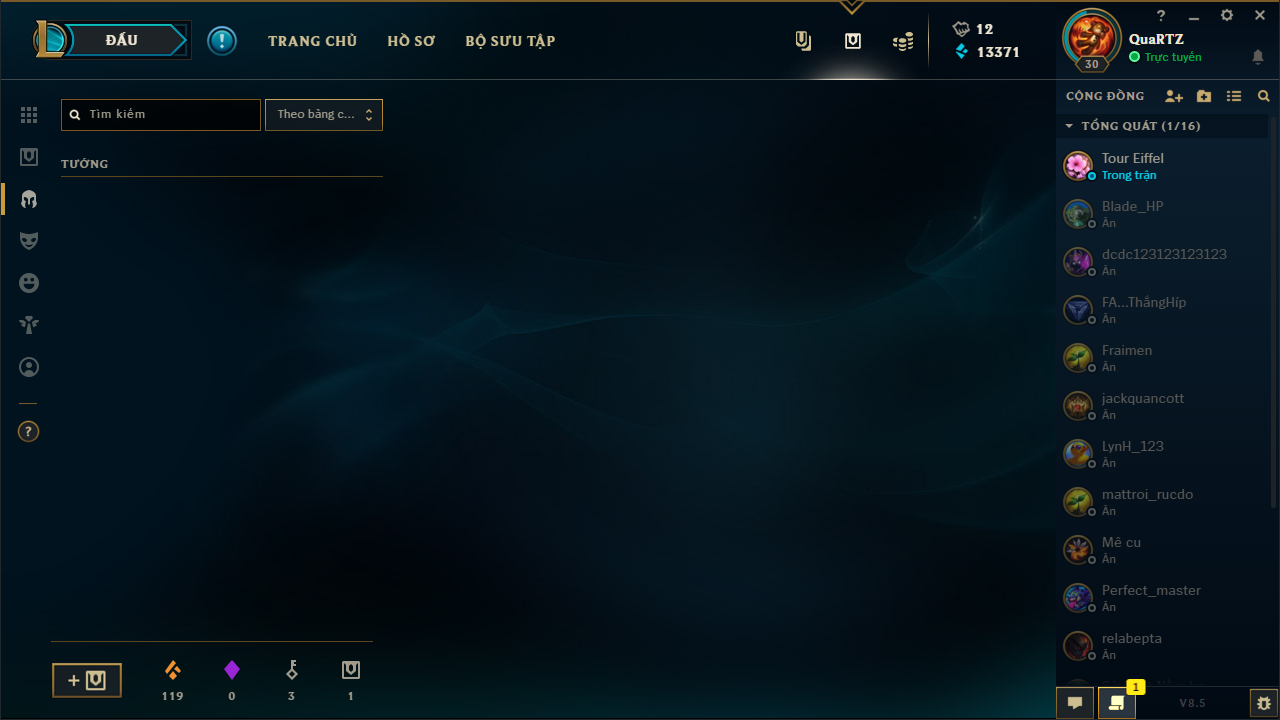 ĐẤU
TRANG CHỦ
HỒ SƠ
BỘ SƯU TẬP
12
13371
30
QuaRTZ
Trực tuyến
Tìm kiếm
Theo bảng c...
TƯỚNG
CỘNG ĐỒNG
TỔNG QUÁT (1/16)
Tour Eiffel
Trong trận
Blade_HP
Ẩn
dcdc123123123123
Ẩn
FA...ThắngHíp
Ẩn
Fraimen
Ẩn
jackquancott
Ẩn
LynH_123
Ẩn
mattroi_rucdo
Ẩn
Mê cu
Ẩn
Perfect_master
Ẩn
relabepta
Ẩn
119
0
3
1
1
V8.5